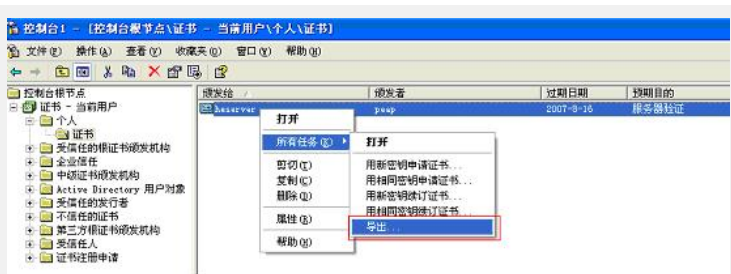 控制台1 - [控制台根节点\证书 - 当前用户\个人\证书]
文件(F) 操作(A) 查看(V) 收藏夹(O) 窗口(W) 帮助(H)
控制台根节点
证书 - 当前用户
个人
证书
受信任的根证书颁发机构
企业信任
中级证书颁发机构
Active Directory 用户对象
受信任的发行者
不信任的证书
第三方根证书颁发机构
受信任人
证书注册申请
颁发给 颁发者 过期日期 预期目的
peap 2007-8-16 服务器验证
打开
所有任务(K)
剪切(T)
复制(C)
删除(D)
属性(R)
帮助(H)
打开
用新密钥申请证书...
用相同密钥申请证书...
用新密钥续订证书...
用相同密钥续订证书...
导出...